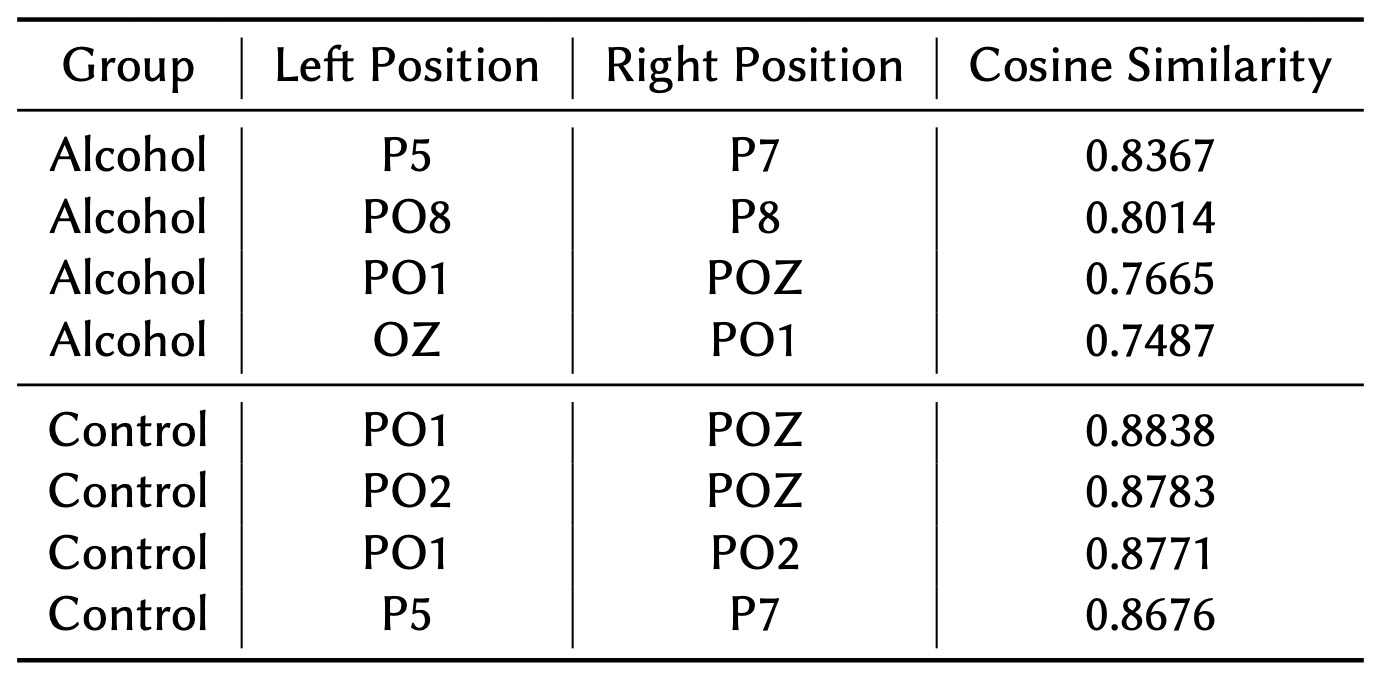 Group Left Position Right Position Cosine Similarity
Alcohol P5 P7 0.8367
Alcohol PO8 P8 0.8014
Alcohol PO1 POZ 0.7665
Alcohol OZ PO1 0.7487
Control PO1 POZ 0.8838
Control PO2 POZ 0.8783
Control PO1 PO2 0.8771
Control P5 P7 0.8676